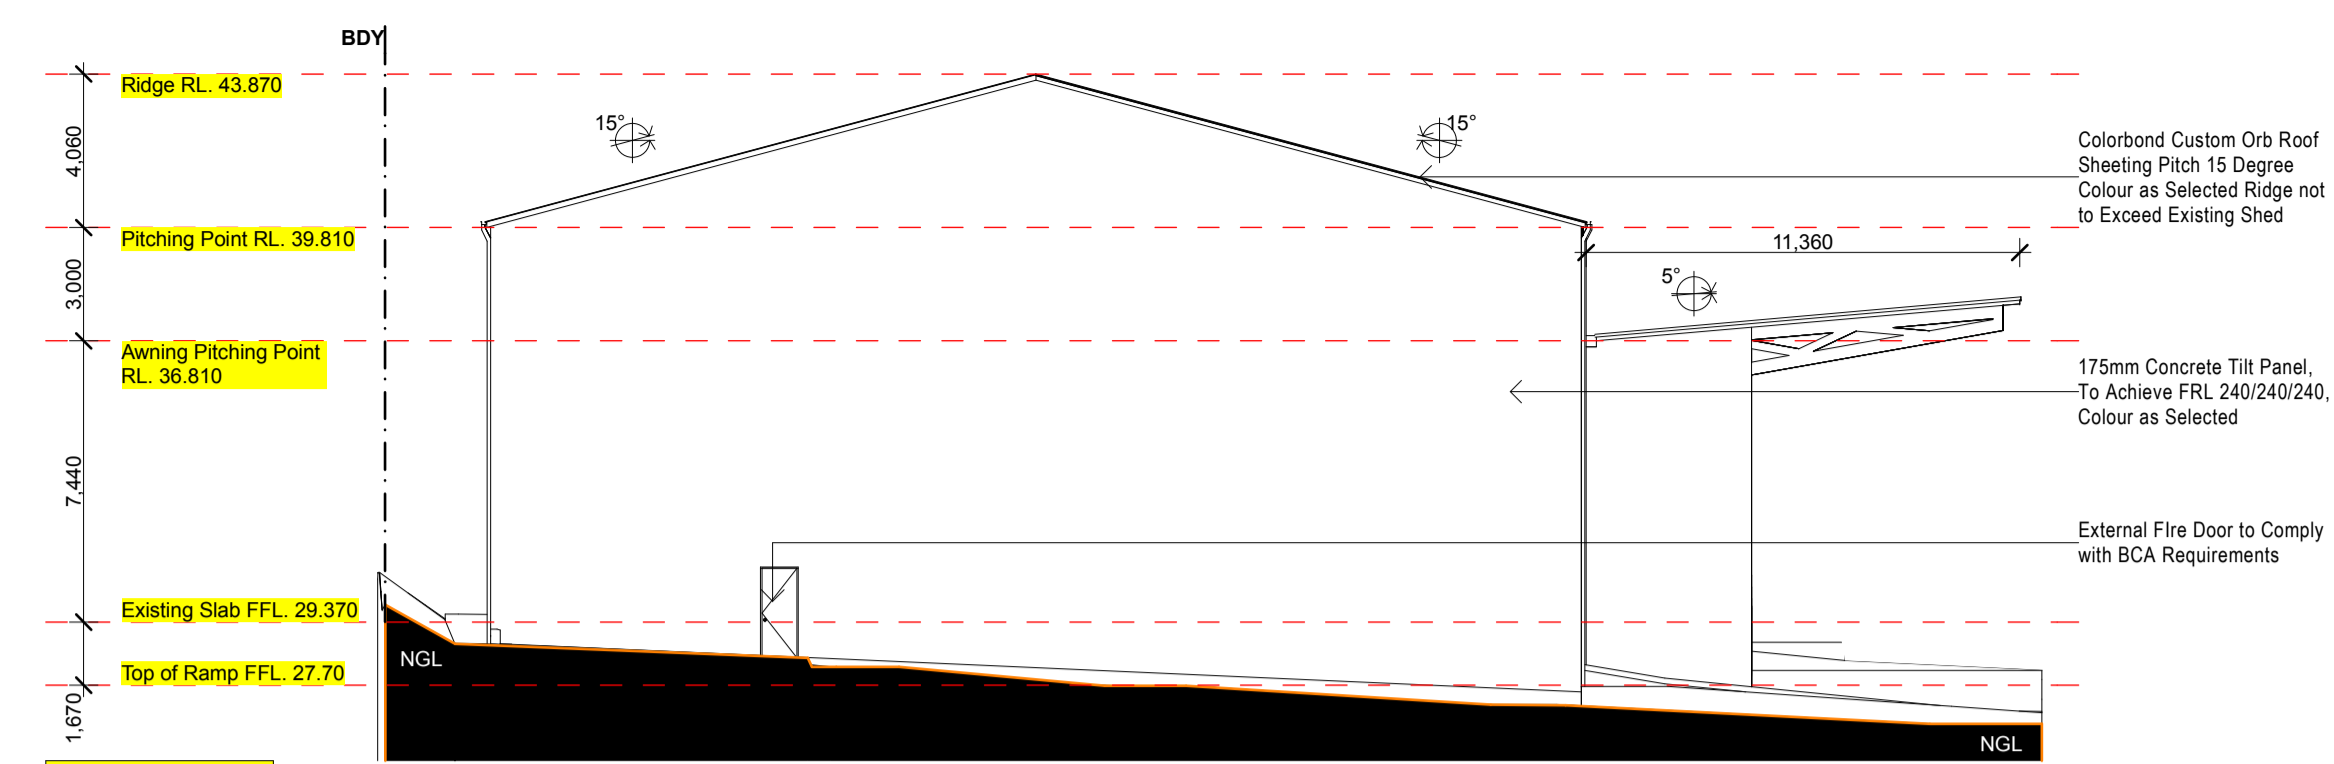 BDY
Ridge RL. 43.870
4,060
15°
15°
Colorbond Custom Orb Roof
Sheeting Pitch 15 Degree
Colour as Selected Ridge not
to Exceed Existing Shed
Pitching Point RL. 39.810
11,360
3,000
5°
Awning Pitching Point
RL. 36.810
175mm Concrete Tilt Panel,
To Achieve FRL 240/240/240,
Colour as Selected
7,440
External FIre Door to Comply
with BCA Requirements
Existing Slab FFL. 29.370
NGL
Top of Ramp FFL. 27.70
1,670
NGL